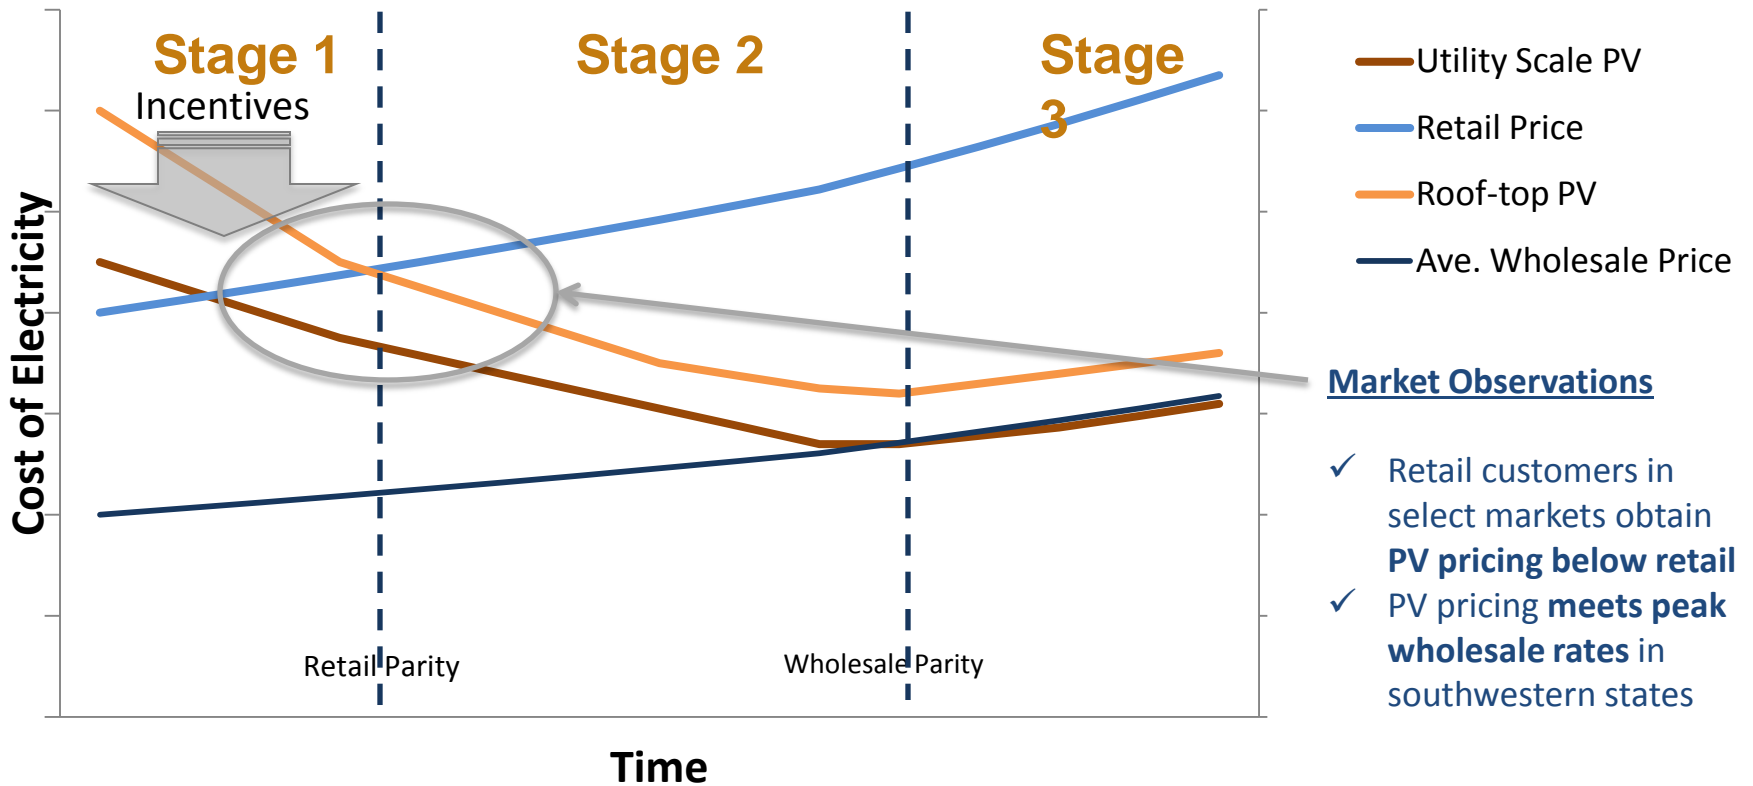 Stage 1
Stage 2
Stage
3
Incentives
Cost of Electricity
Retail Parity
Wholesale Parity
Time
Utility Scale PV
Retail Price
Roof-top PV
Ave. Wholesale Price
Market Observations
✓ Retail customers in
select markets obtain
PV pricing below retail
✓ PV pricing meets peak
wholesale rates in
southwestern states